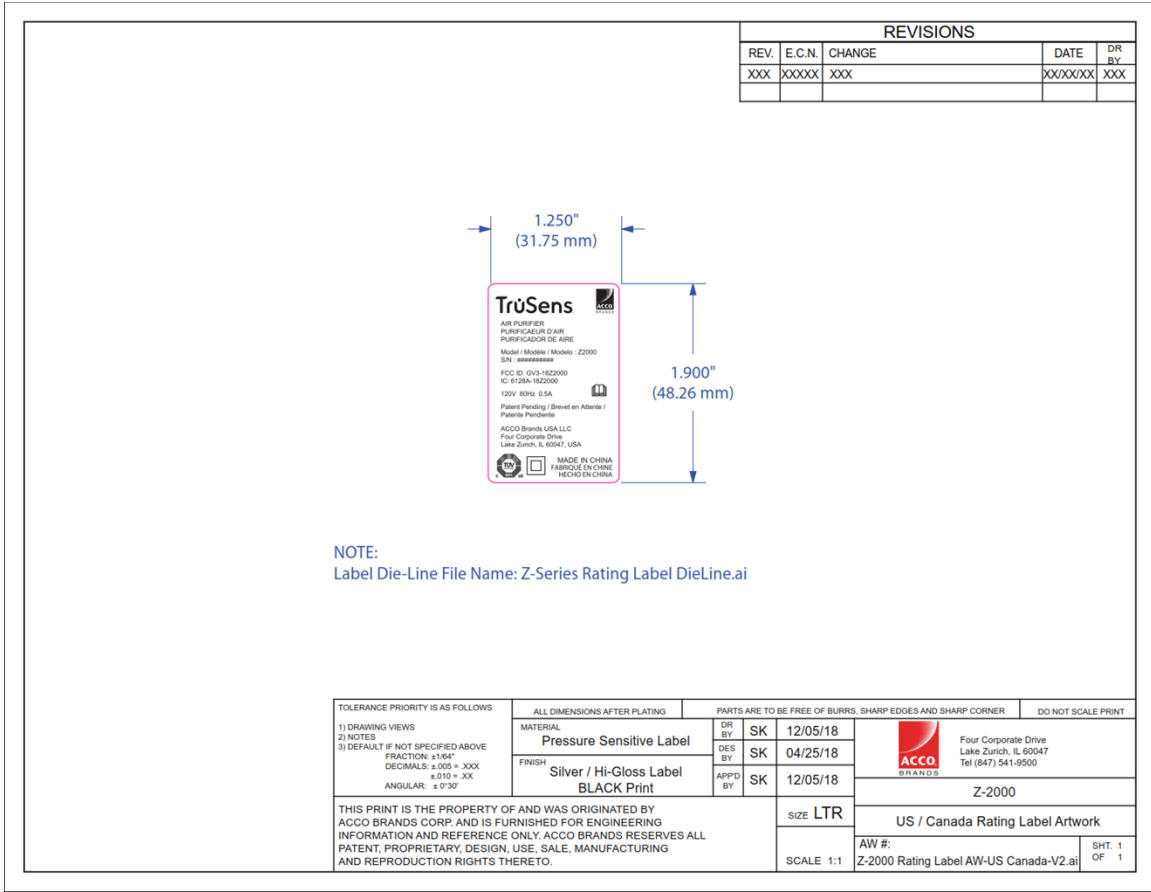 REVISIONS
REV. E.C.N. CHANGE DATE DR BY
XXX XXXXX XXX XX/XX/XX XXX
1.250"
(31.75 mm)
TruSens
ACCO
BRANDS
AIR PURIFIER
PURIFICAEUR D'AIR
PURIFICADOR DE AIRE
Model / Modèle / Modelo : Z2000
S/N : ##########
FCC ID: GV3-18Z2000
IC: 6128A-18Z2000
120V 60Hz 0.5A
Patent Pending / Brevet en Attente /
Patente Pendiente
ACCO Brands USA LLC
Four Corporate Drive
Lake Zurich, IL 60047, USA
TUV
MADE IN CHINA
FABRIQUÉ EN CHINE
HECHO EN CHINA
1.900"
(48.26 mm)
NOTE:
Label Die-Line File Name: Z-Series Rating Label DieLine.ai
TOLERANCE PRIORITY IS AS FOLLOWS
1) DRAWING VIEWS
2) NOTES
3) DEFAULT IF NOT SPECIFIED ABOVE
FRACTION: ±1/64"
DECIMALS: ±.005 = .XXX
±.010 = .XX
ANGULAR: ± 0°30'
ALL DIMENSIONS AFTER PLATING
PARTS ARE TO BE FREE OF BURRS, SHARP EDGES AND SHARP CORNER
DO NOT SCALE PRINT
MATERIAL
Pressure Sensitive Label
FINISH
Silver / Hi-Gloss Label
BLACK Print
DR BY SK 12/05/18
DES BY SK 04/25/18
APP'D BY SK 12/05/18
ACCO
BRANDS
Four Corporate Drive
Lake Zurich, IL 60047
Tel (847) 541-9500
Z-2000
THIS PRINT IS THE PROPERTY OF AND WAS ORIGINATED BY
ACCO BRANDS CORP. AND IS FURNISHED FOR ENGINEERING
INFORMATION AND REFERENCE ONLY. ACCO BRANDS RESERVES ALL
PATENT, PROPRIETARY, DESIGN, USE, SALE, MANUFACTURING
AND REPRODUCTION RIGHTS THERETO.
SIZE LTR
SCALE 1:1
US / Canada Rating Label Artwork
AW #:
Z-2000 Rating Label AW-US Canada-V2.ai
SHT. 1
OF 1